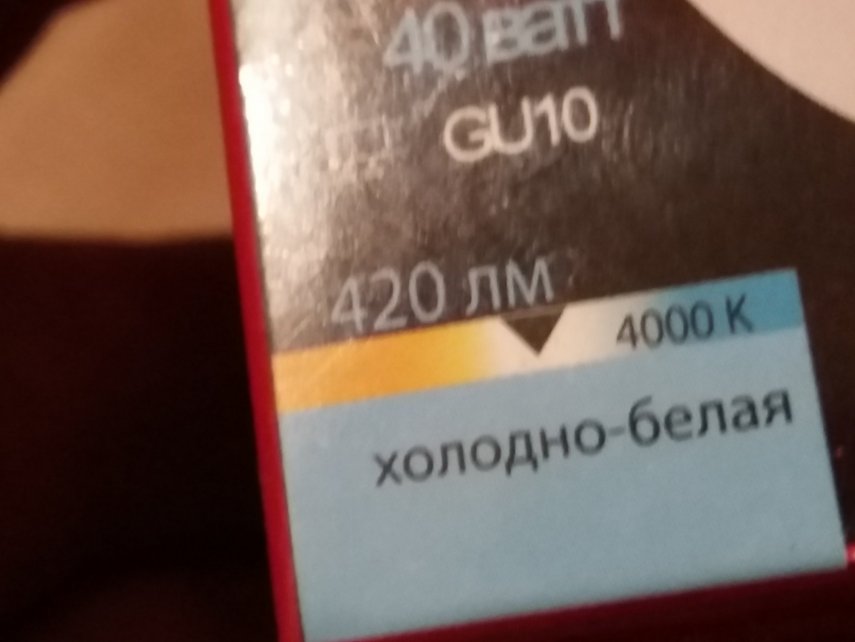 40 ватт
GU10
420 лм
4000 К
холодно-белая